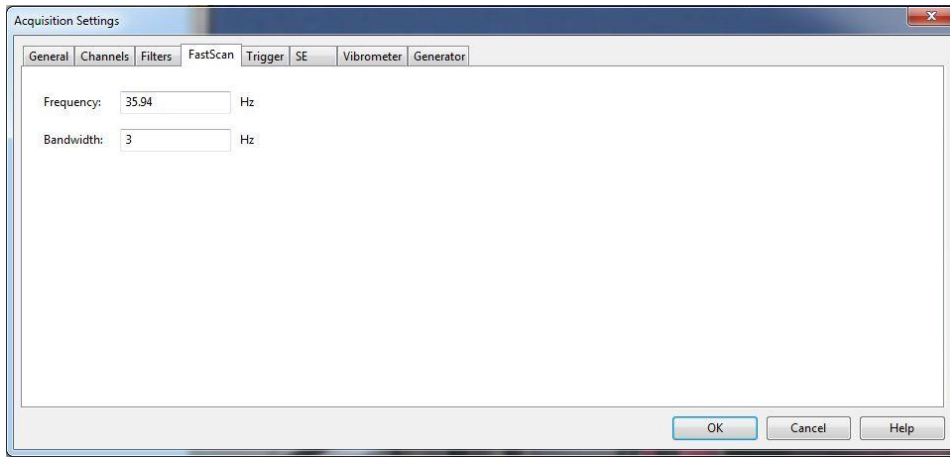 Acquisition Settings
General Channels Filters FastScan Trigger SE Vibrometer Generator
Frequency: 35.94 Hz
Bandwidth: 3 Hz
OK Cancel Help